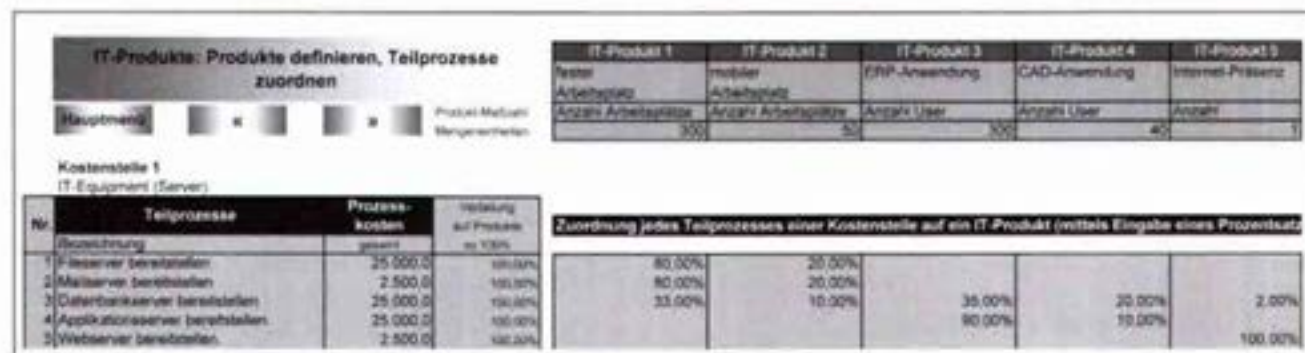 IT-Produkte: Produkte definieren, Teilprozesse
zuordnen
Hauptmenü « »
Produkt-Maßzahl
Mengeneinheiten
IT-Produkt 1 IT-Produkt 2 IT-Produkt 3 IT-Produkt 4 IT-Produkt 5
fester Arbeitsplatz mobiler Arbeitsplatz ERP-Anwendung CAD-Anwendung Internet-Präsenz
Anzahl Arbeitsplätze Anzahl Arbeitsplätze Anzahl User Anzahl User Anzahl
300 50 300 40 1
Kostenstelle 1
IT-Equipment (Server)
Nr. Teilprozesse Prozess-kosten Verteilung auf Produkte
Zuordnung jedes Teilprozesses einer Kostenstelle auf ein IT-Produkt (mittels Eingabe eines Prozentsatz
Bezeichnung gesamt 100%
1 Fileserver bereitstellen 25.000,0 100,00% 80,00% 20,00%
2 Mailserver bereitstellen 2.500,0 100,00% 80,00% 20,00%
3 Datenbankserver bereitstellen 25.000,0 100,00% 33,00% 10,00% 35,00% 20,00% 2,00%
4 Applikationsserver bereitstellen 25.000,0 100,00% 90,00% 10,00%
5 Webserver bereitstellen 2.500,0 100,00% 100,00%